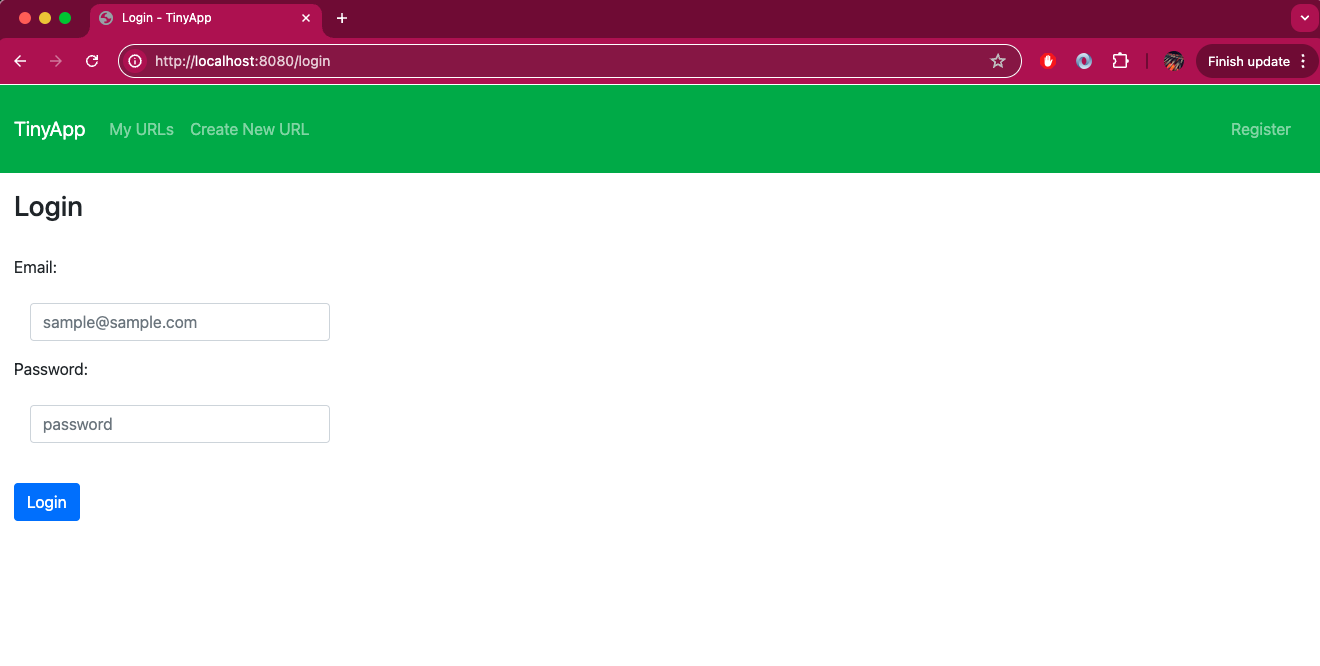 Login - TinyApp
http://localhost:8080/login
Finish update
TinyApp My URLs Create New URL Register
Login
Email:
sample@sample.com
Password:
password
Login